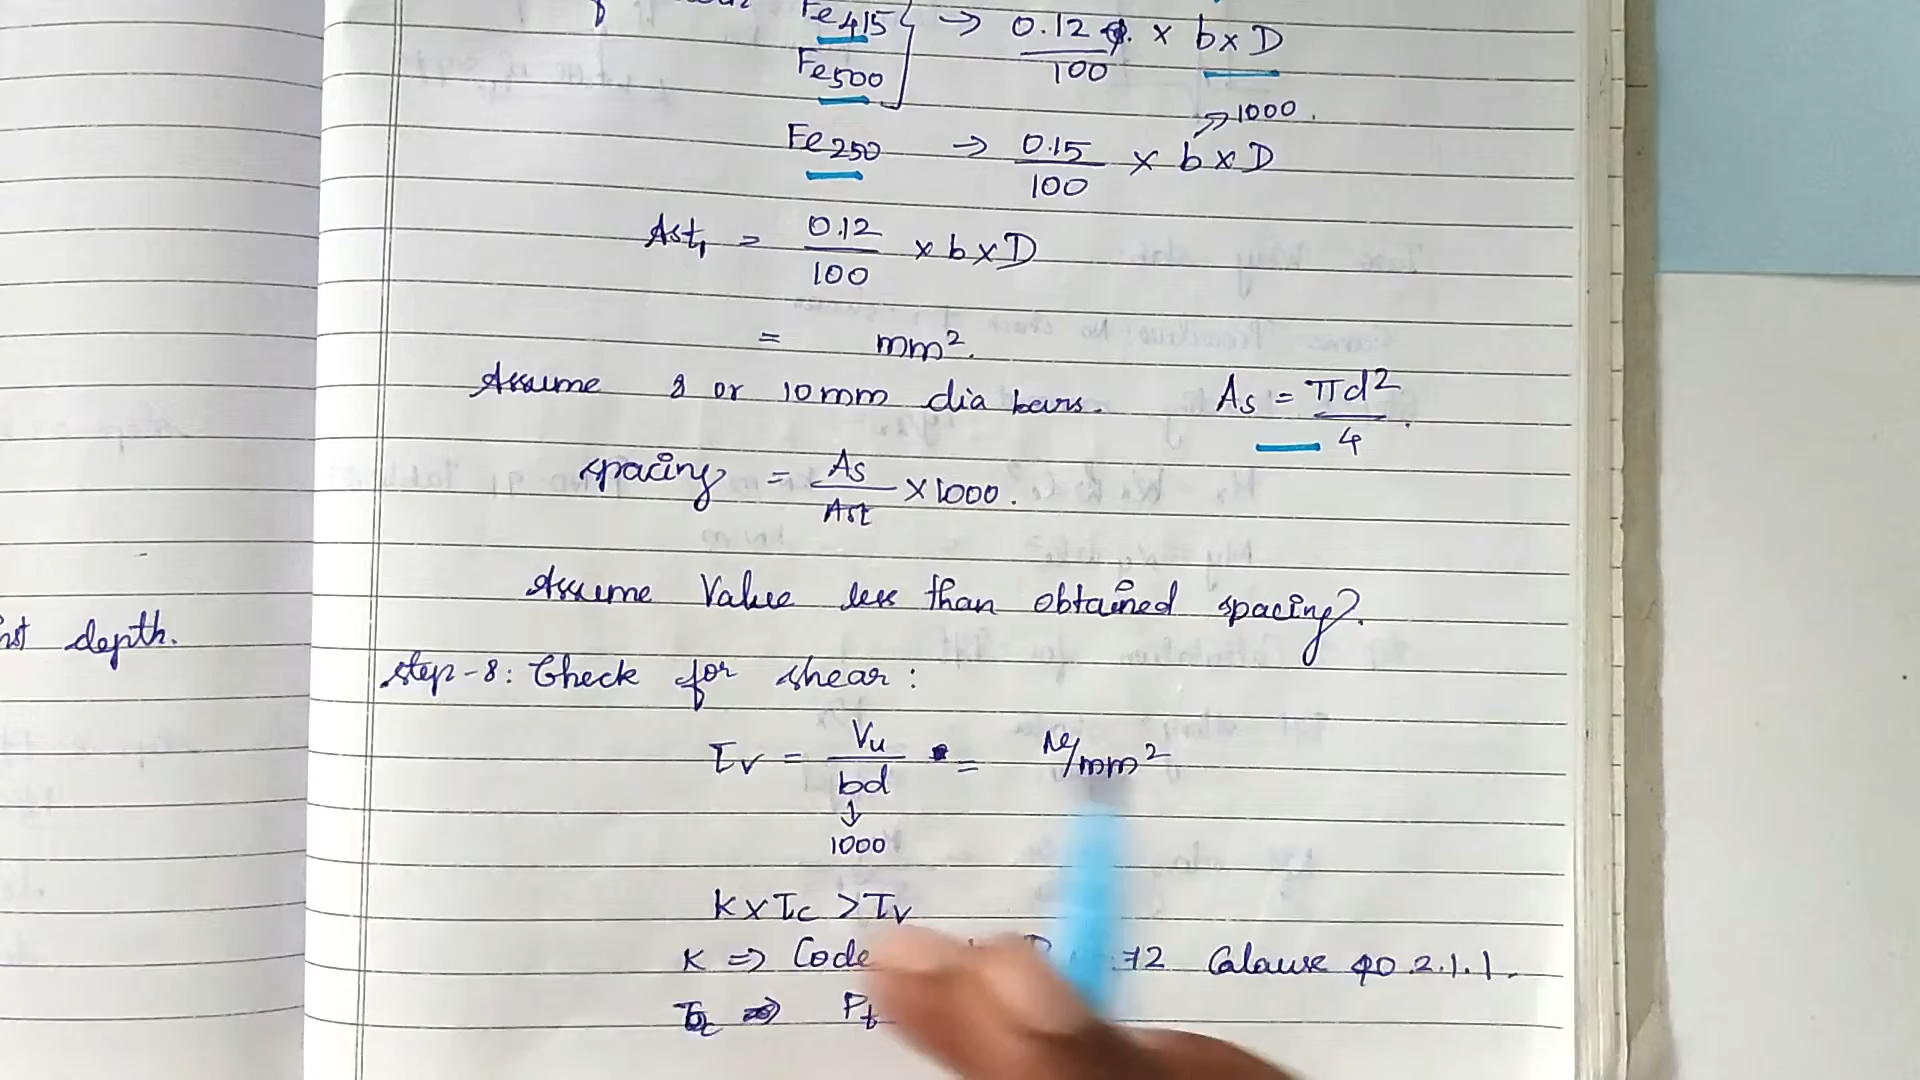 Fe415 → 0.12 / 100 × b×D
Fe500
→ 1000.
Fe250 → 0.15 / 100 × b×D
Ast1 = 0.12 / 100 × b×D
= mm².
Assume 8 or 10mm dia bars. As = πd² / 4.
spacing = As / Ast ×1000.
Assume Value less than obtained spacing.
depth.
step-8: Check for shear:
τv = Vu / bd = N/mm²
↓
1000
k×τc > τv
K ⇒ Code 72 Calause 40.2.1.1.
τc ⇒ Pt